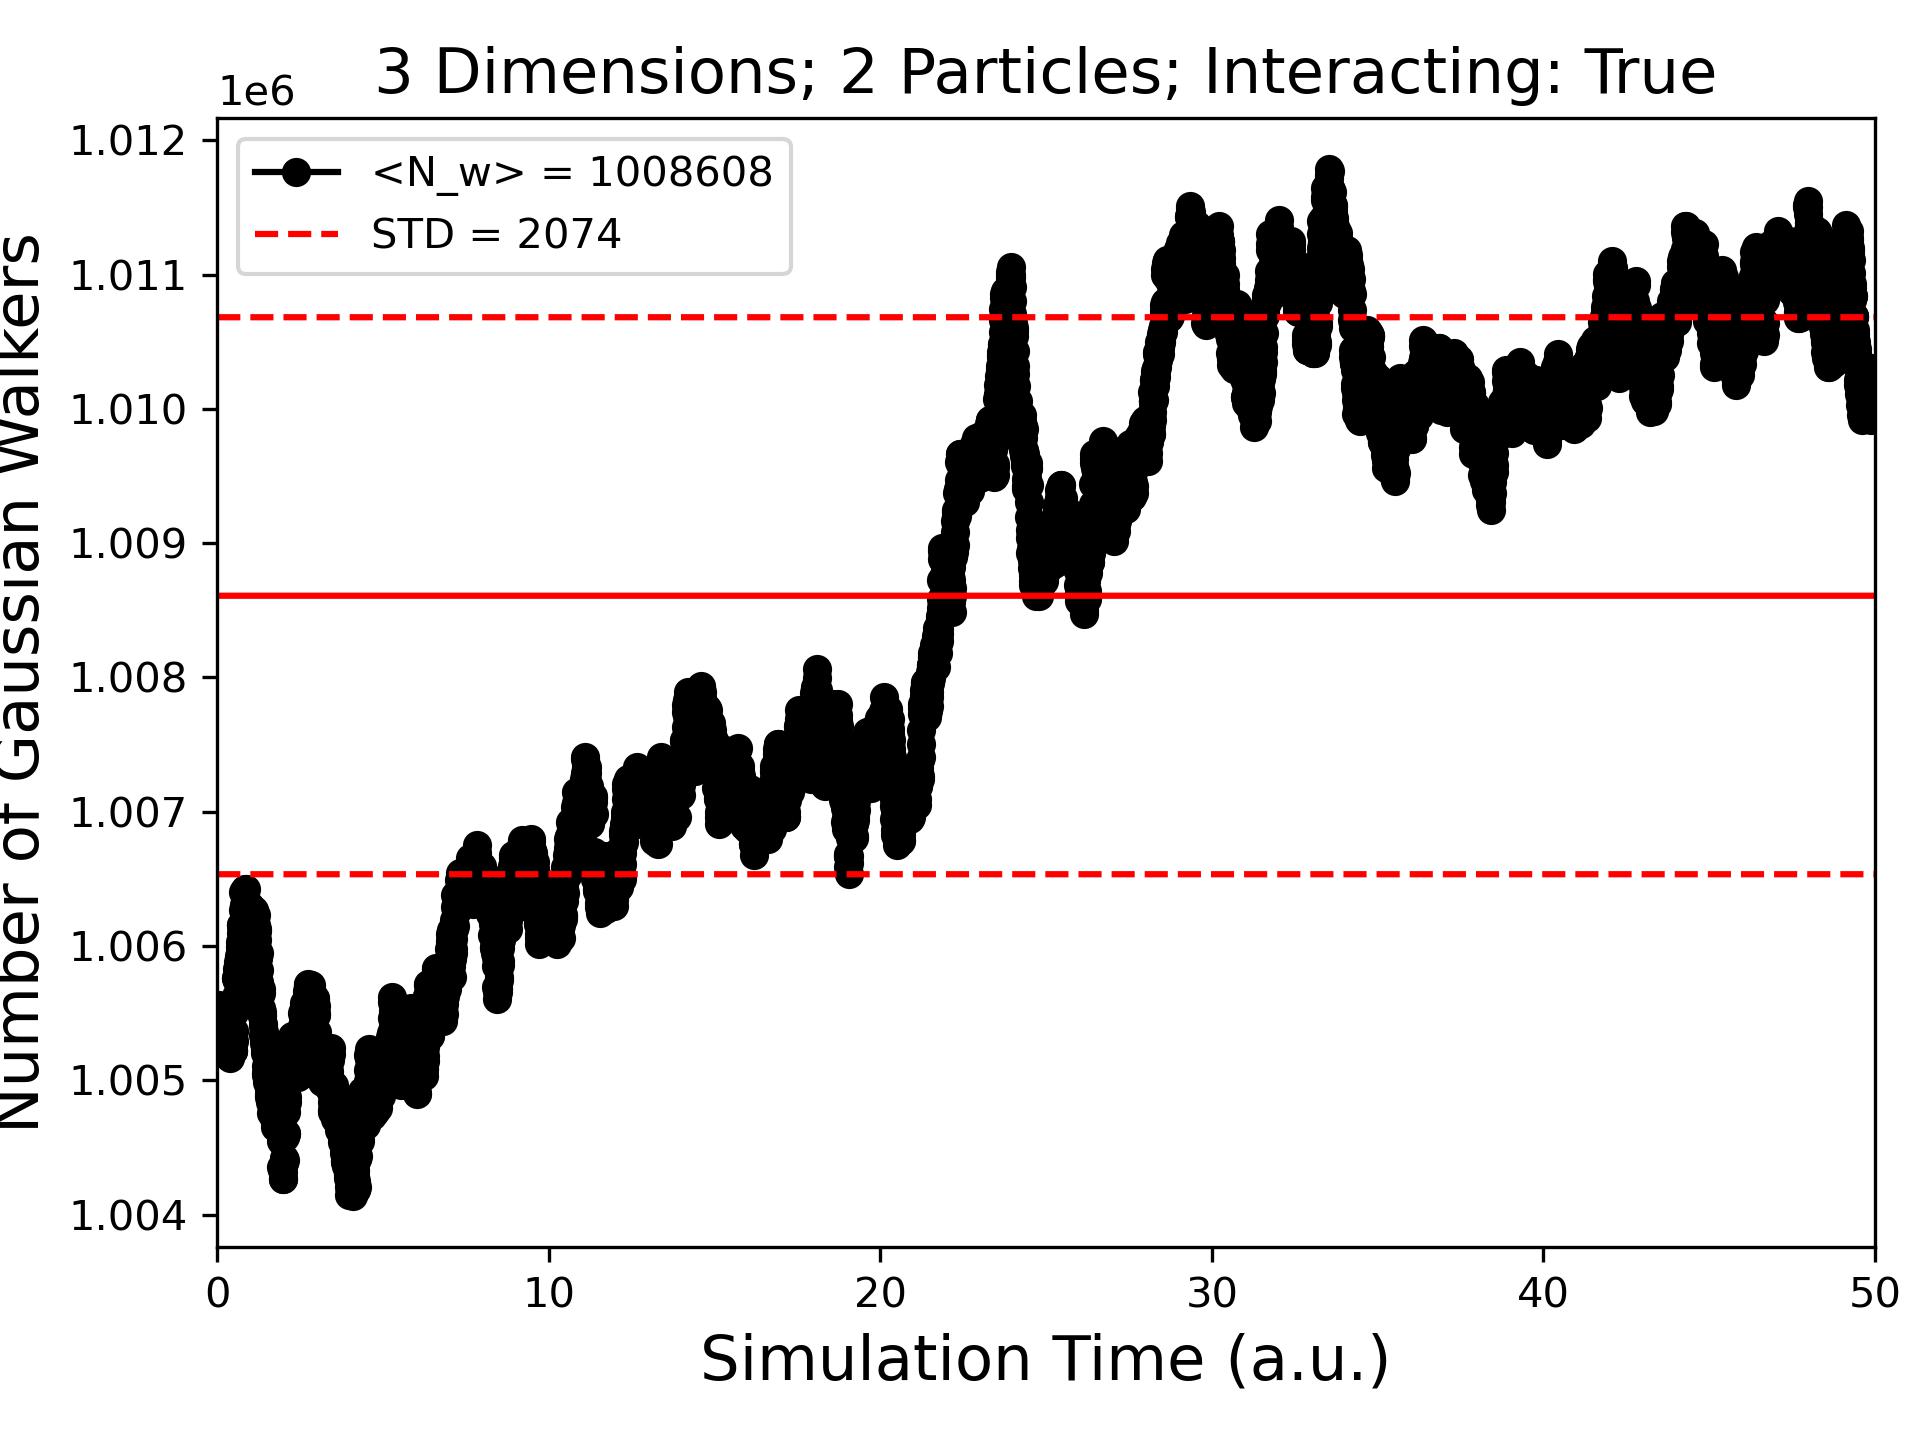 3 Dimensions; 2 Particles; Interacting: True
1e6
<N_w> = 1008608
STD = 2074
Number of Gaussian Walkers
1.012
1.011
1.010
1.009
1.008
1.007
1.006
1.005
1.004
0 10 20 30 40 50
Simulation Time (a.u.)